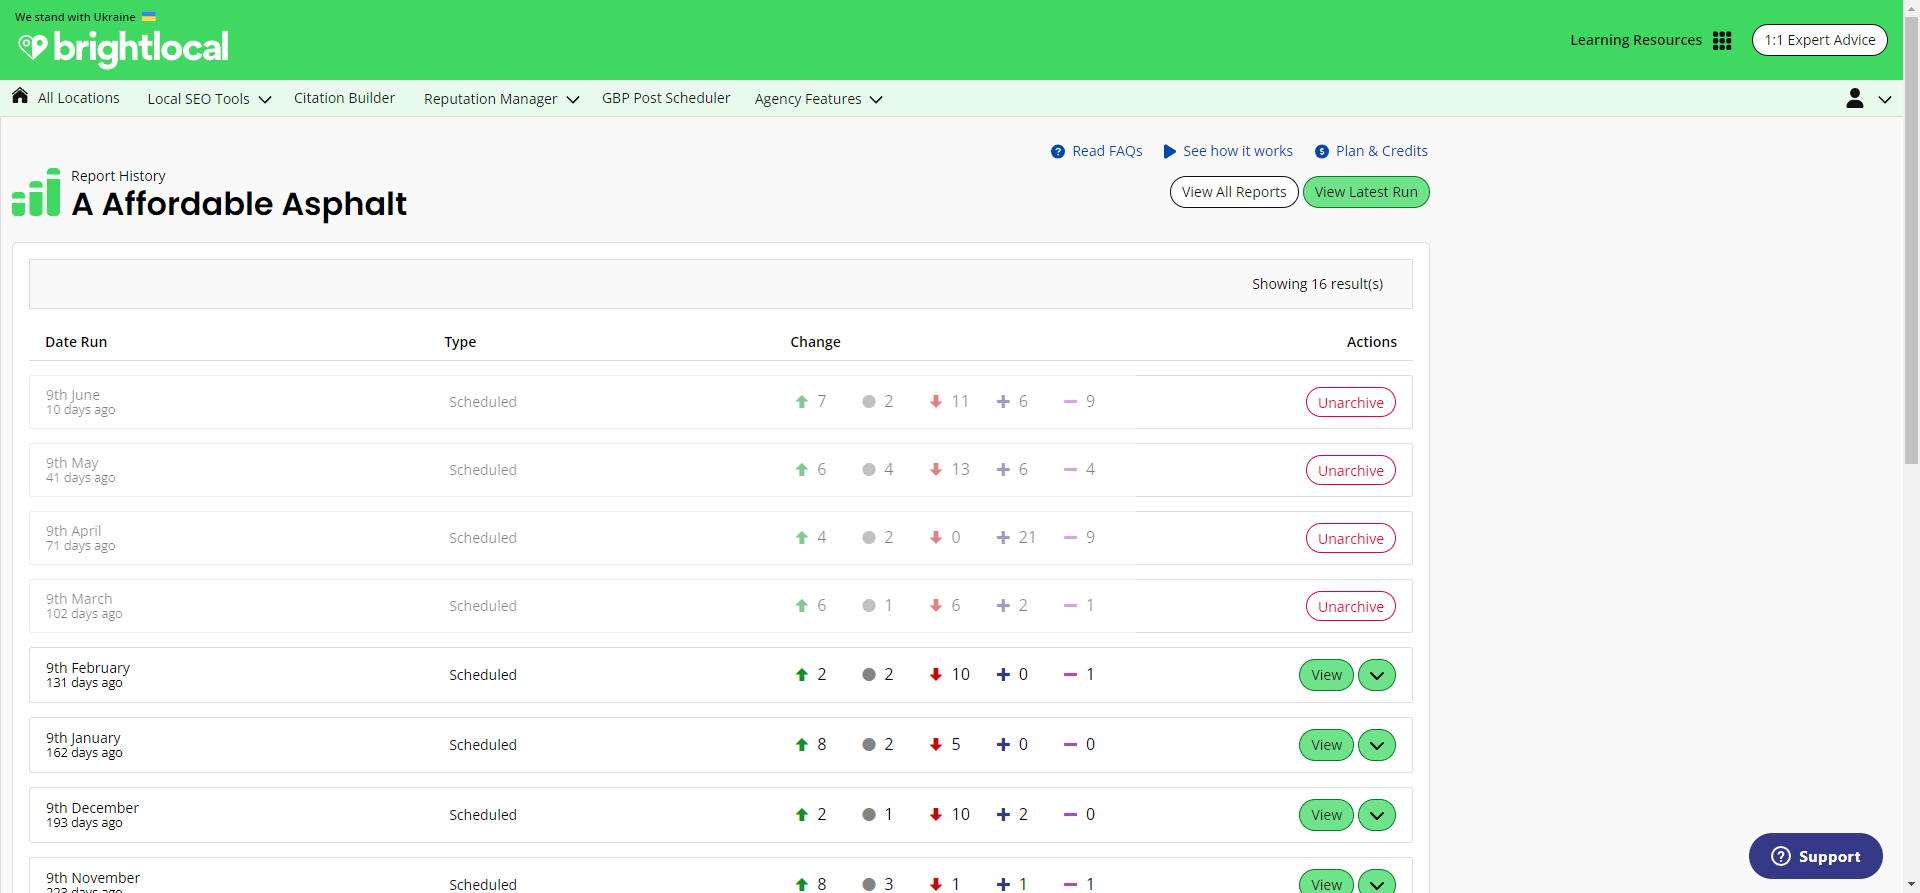 We stand with Ukraine
brightlocal
Learning Resources
1:1 Expert Advice
All Locations
Local SEO Tools
Citation Builder
Reputation Manager
GBP Post Scheduler
Agency Features
Read FAQs
See how it works
Plan & Credits
Report History
A Affordable Asphalt
View All Reports
View Latest Run
Showing 16 result(s)
Date Run Type Change Actions
9th June
10 days ago
Scheduled 7 2 11 6 9 Unarchive
9th May
41 days ago
Scheduled 6 4 13 6 4 Unarchive
9th April
71 days ago
Scheduled 4 2 0 21 9 Unarchive
9th March
102 days ago
Scheduled 6 1 6 2 1 Unarchive
9th February
131 days ago
Scheduled 2 2 10 0 1 View
9th January
162 days ago
Scheduled 8 2 5 0 0 View
9th December
193 days ago
Scheduled 2 1 10 2 0 View
9th November
223 days ago
Scheduled 8 3 1 1 1 View
Support